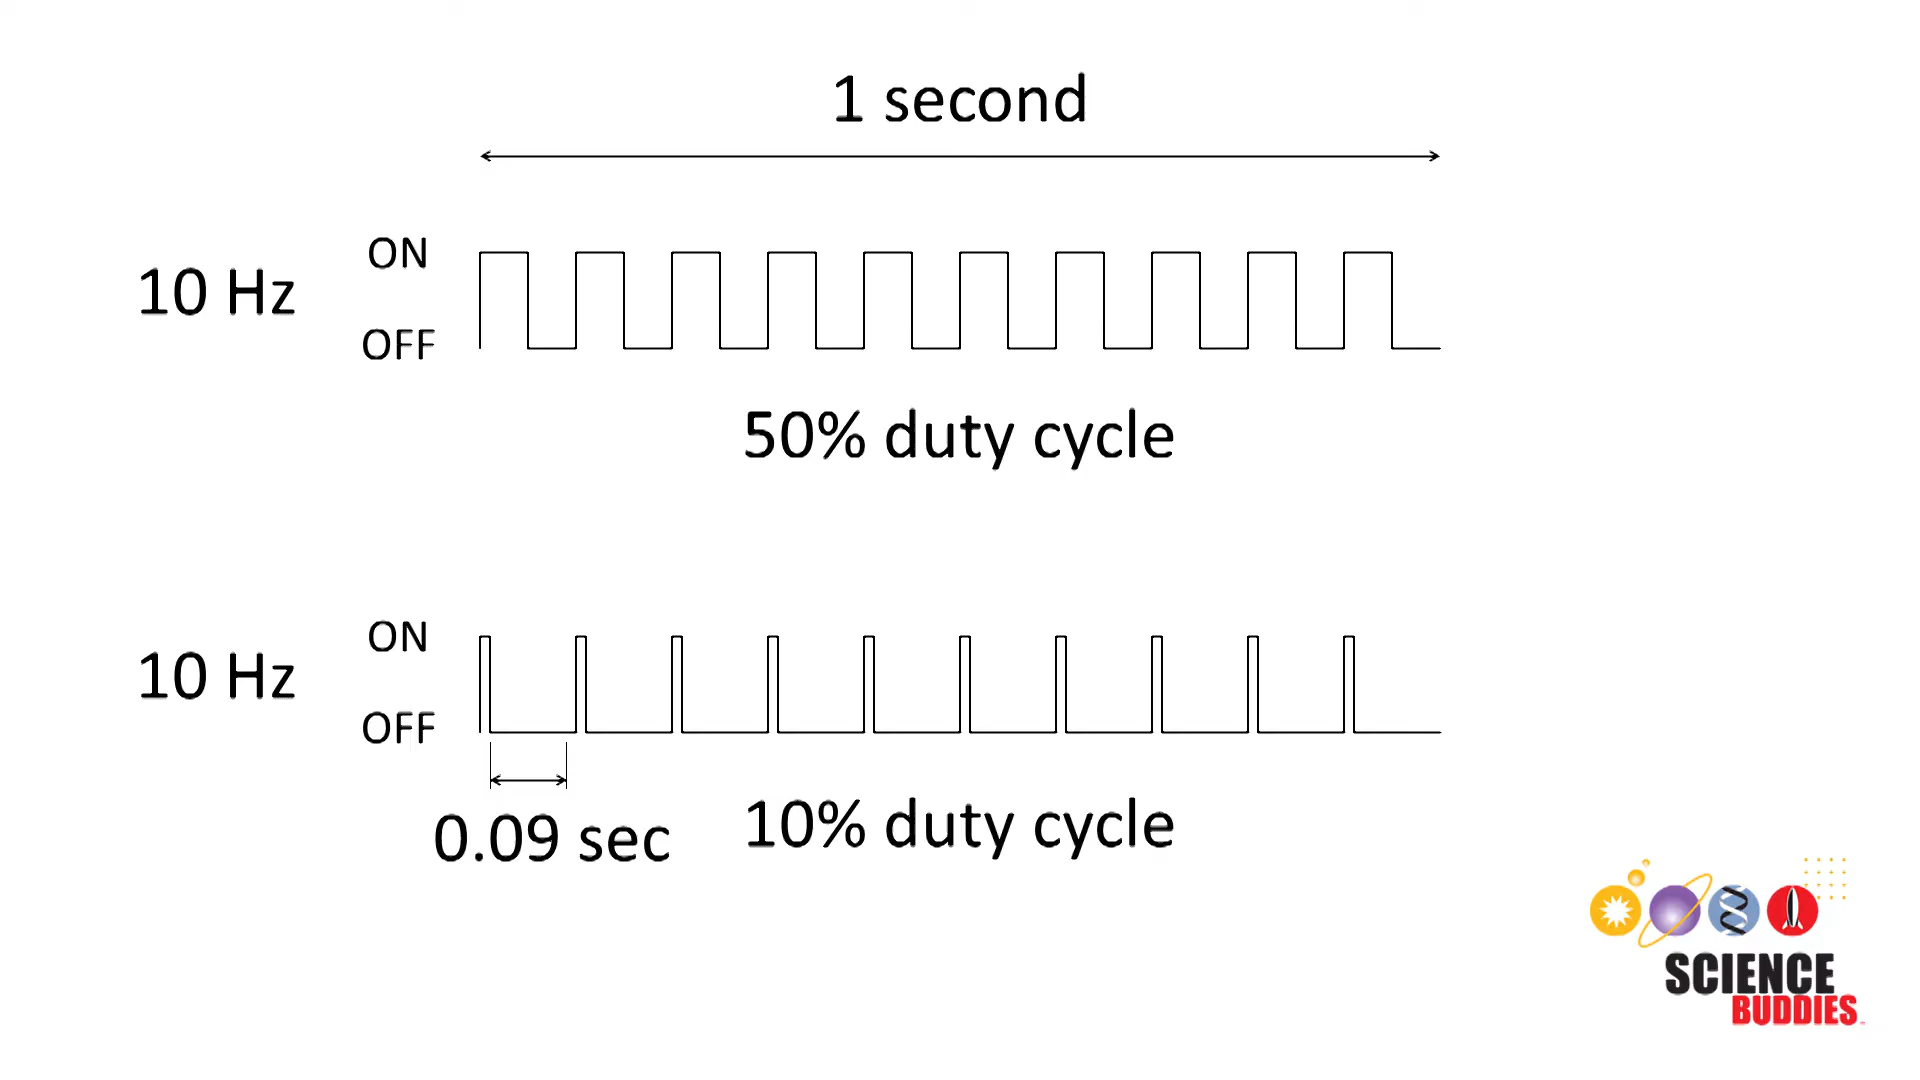 1 second
10 Hz
ON
OFF
50% duty cycle
10 Hz
ON
OFF
0.09 sec
10% duty cycle
SCIENCE
BUDDIES